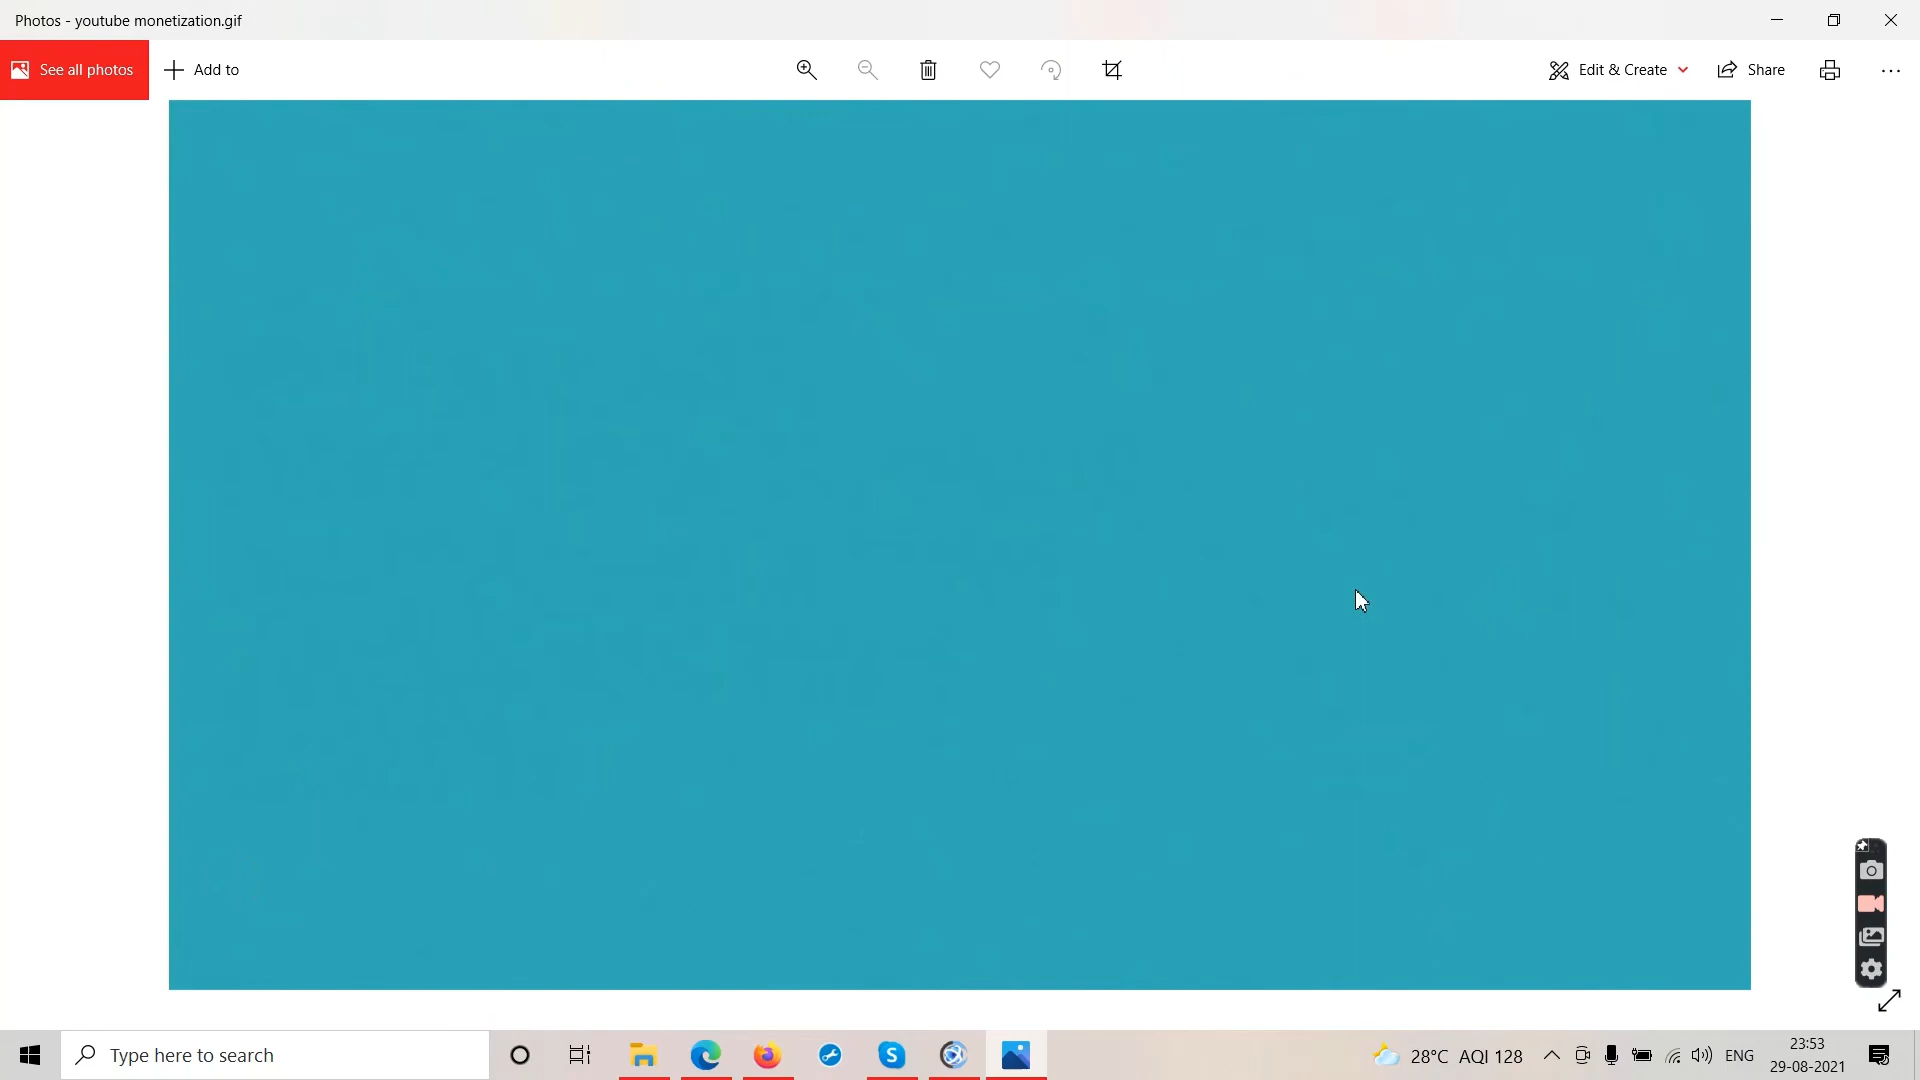 Photos - youtube monetization.gif
See all photos
Add to
Edit & Create
Share
Type here to search
28°C AQI 128
ENG
23:53
29-08-2021